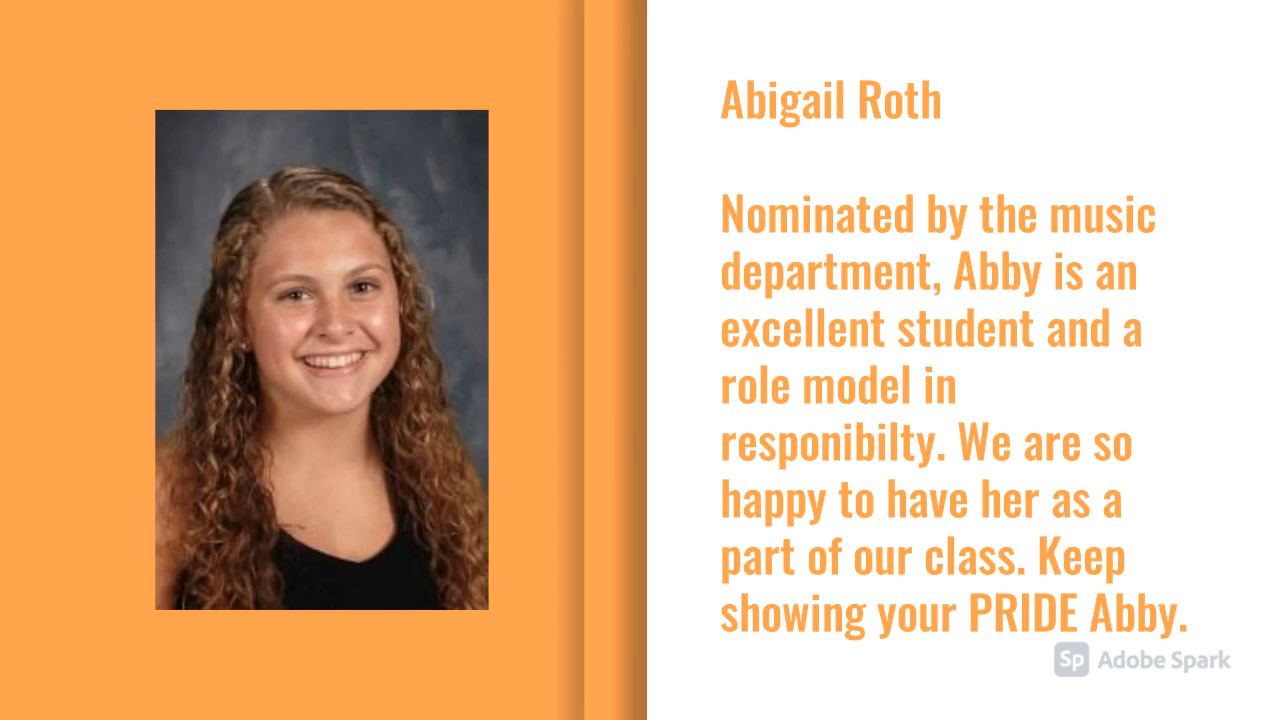 Abigail Roth
Nominated by the music
department, Abby is an
excellent student and a
role model in
responibilty. We are so
happy to have her as a
part of our class. Keep
showing your PRIDE Abby.
Sp Adobe Spark